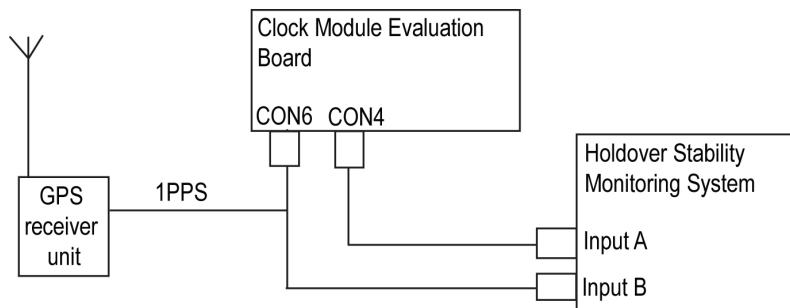 Clock Module Evaluation
Board
CON6 CON4
Holdover Stability
Monitoring System
GPS
receiver
unit
1PPS
Input A
Input B